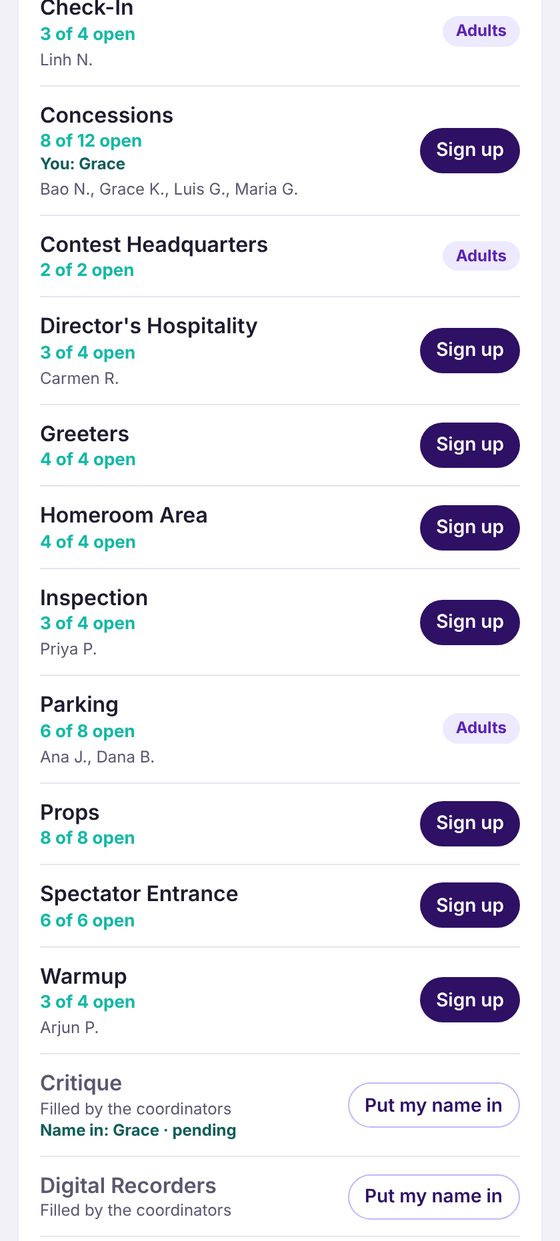 Check-In
3 of 4 open
Adults
Linh N.
Concessions
8 of 12 open
You: Grace
Sign up
Bao N., Grace K., Luis G., Maria G.
Contest Headquarters
Adults
2 of 2 open
Director's Hospitality
3 of 4 open
Sign up
Carmen R.
Greeters
Sign up
4 of 4 open
Homeroom Area
Sign up
4 of 4 open
Inspection
3 of 4 open
Sign up
Priya P.
Parking
6 of 8 open
Adults
Ana J., Dana B.
Props
Sign up
8 of 8 open
Spectator Entrance
Sign up
6 of 6 open
Warmup
3 of 4 open
Sign up
Arjun P.
Critique
Filled by the coordinators
Put my name in
Name in: Grace · pending
Digital Recorders
Put my name in
Filled by the coordinators